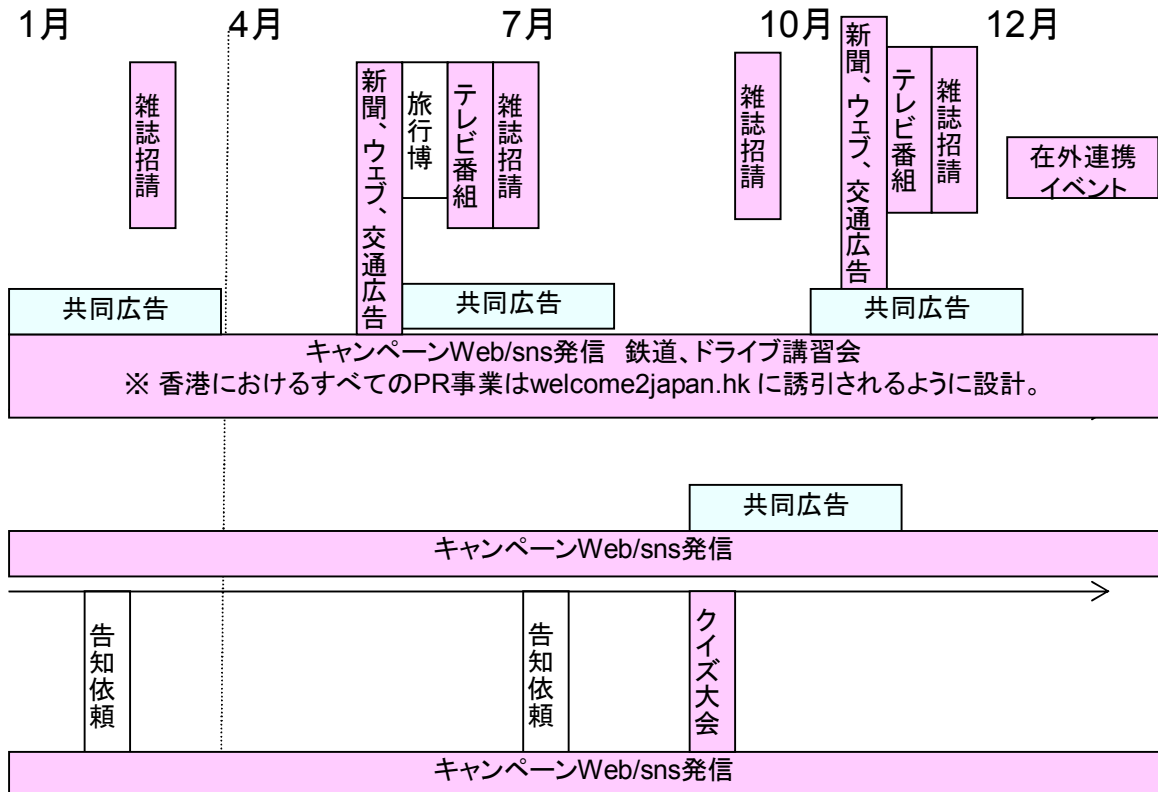 1月
4月
7月
10月
12月
雑誌招請
新聞、ウェブ、交通広告
旅行博
テレビ番組
雑誌招請
雑誌招請
新聞、ウェブ、交通広告
テレビ番組
雑誌招請
在外連携
イベント
共同広告
共同広告
共同広告
キャンペーンWeb/sns発信 鉄道、ドライブ講習会
※ 香港におけるすべてのPR事業はwelcome2japan.hk に誘引されるように設計。
共同広告
キャンペーンWeb/sns発信
告知依頼
告知依頼
クイズ大会
キャンペーンWeb/sns発信